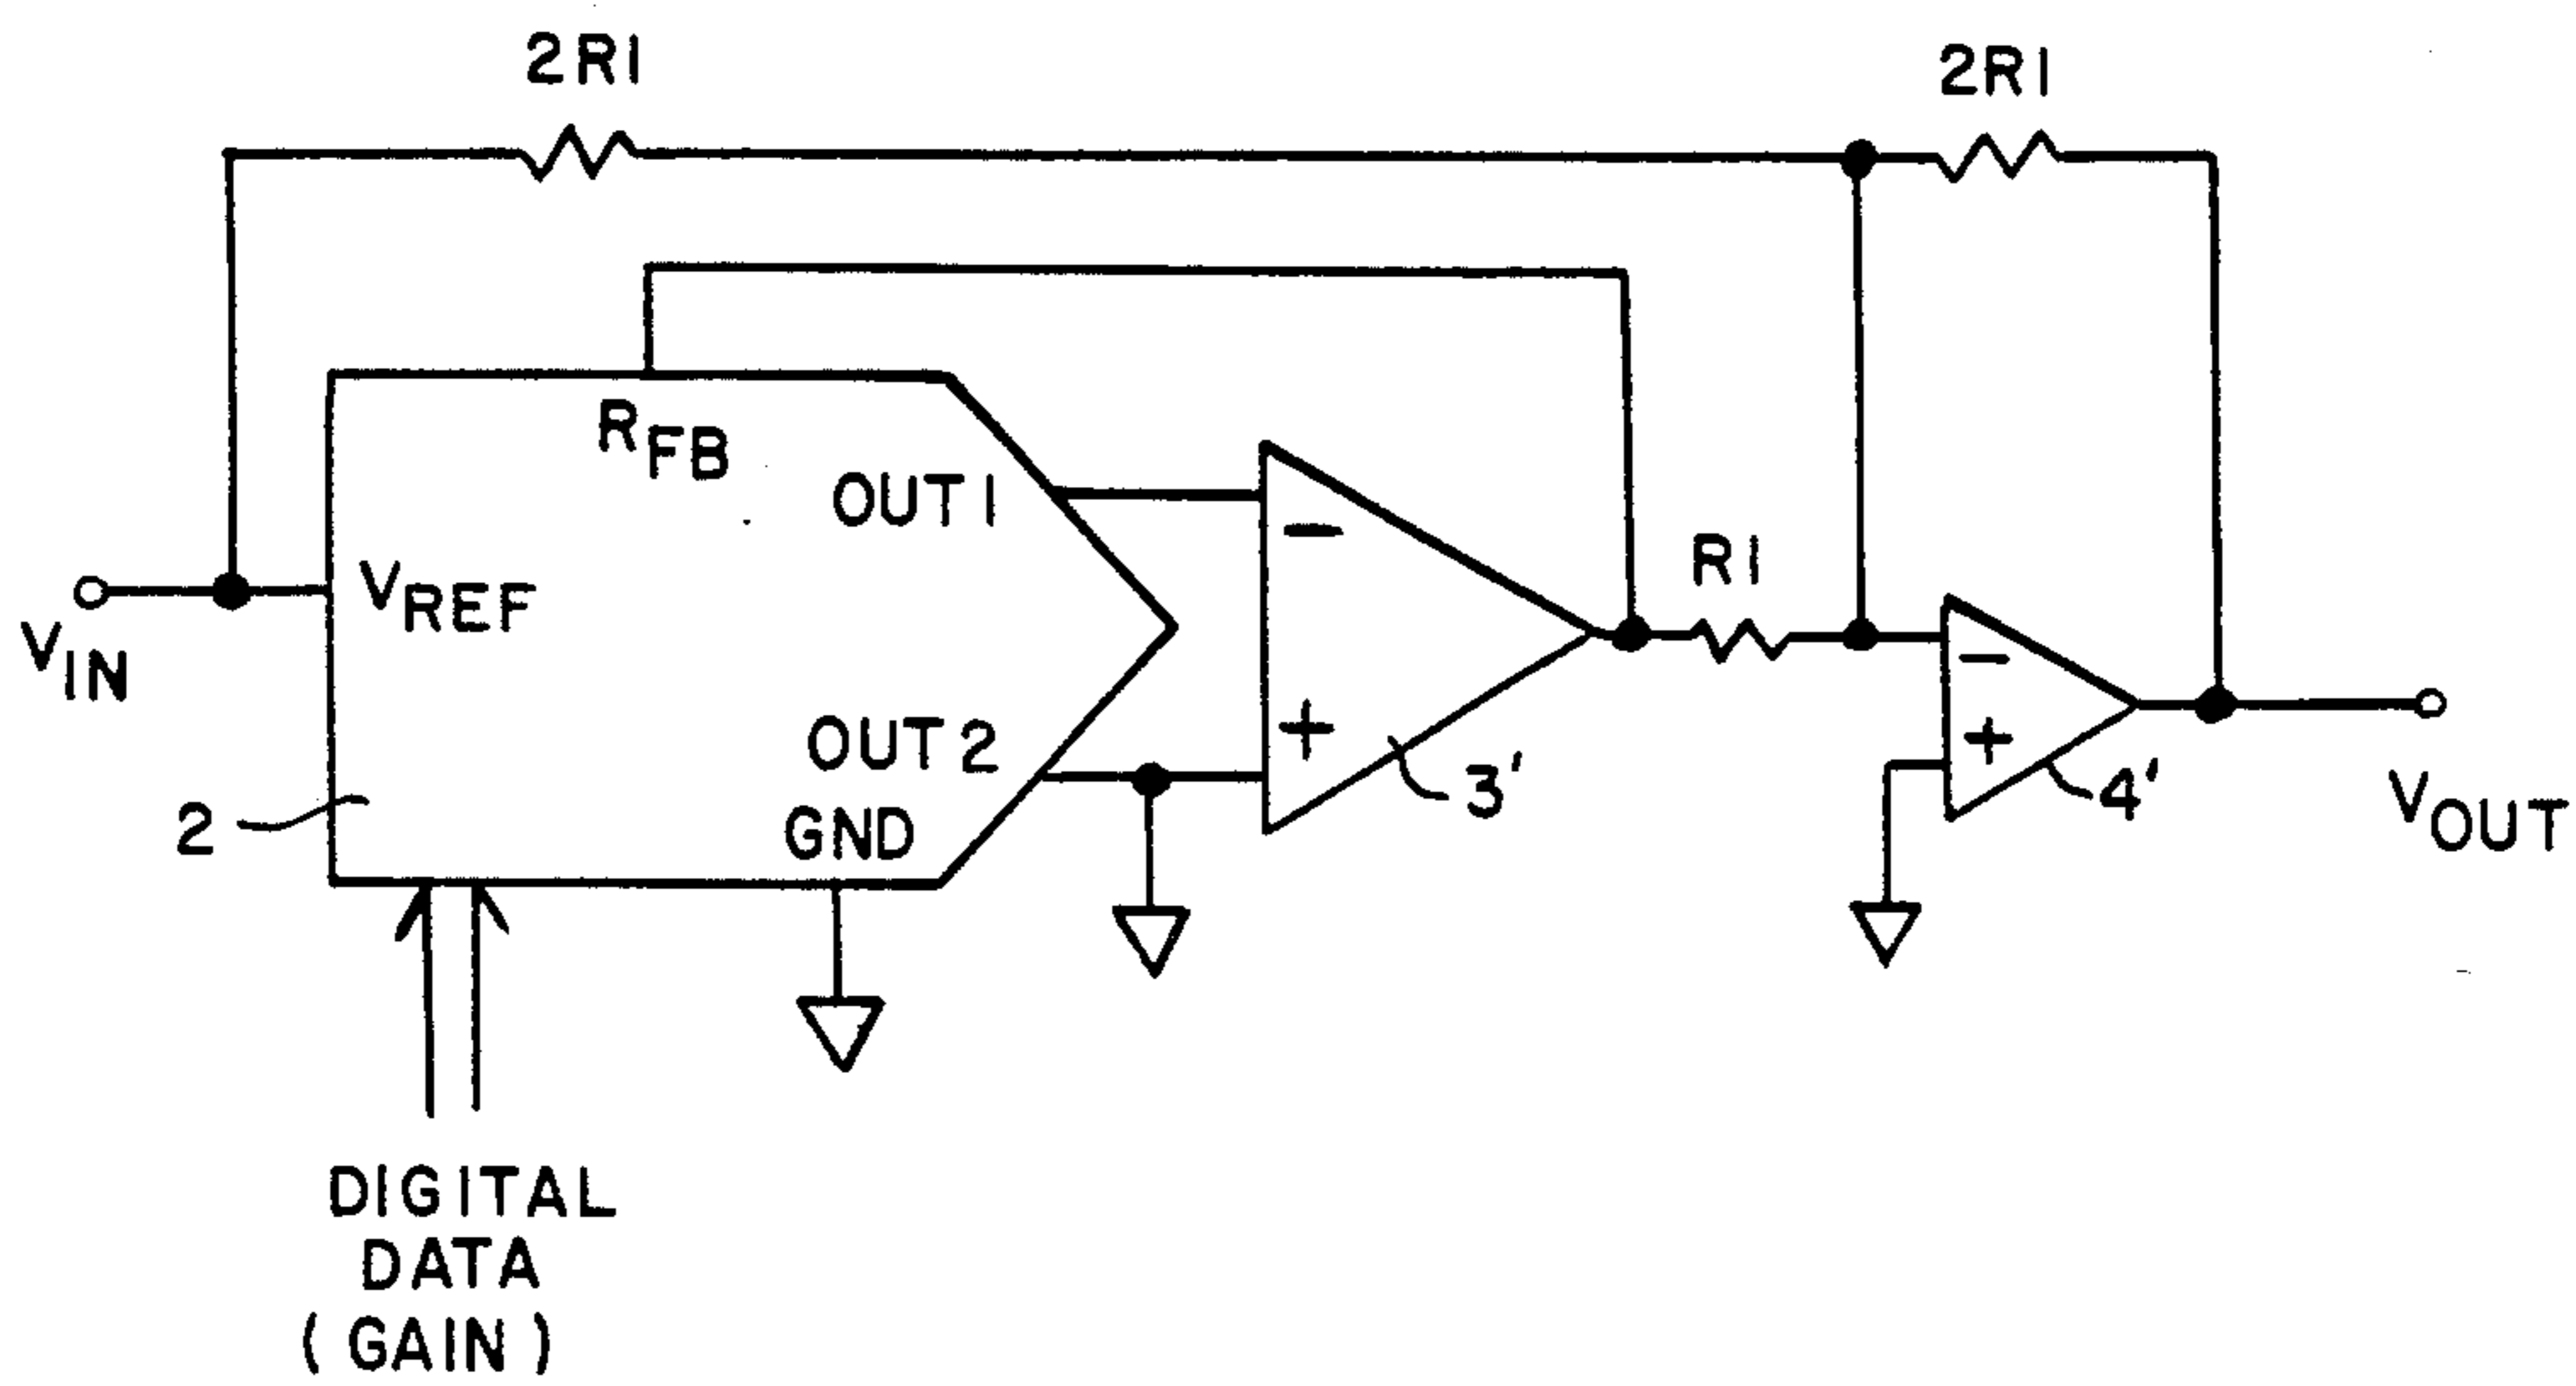 2R1
2R1
RFB
OUT1
R1
VREF
VIN
-
-
+
+
OUT2
3'
4'
VOUT
2
GND
DIGITAL
DATA
(GAIN)